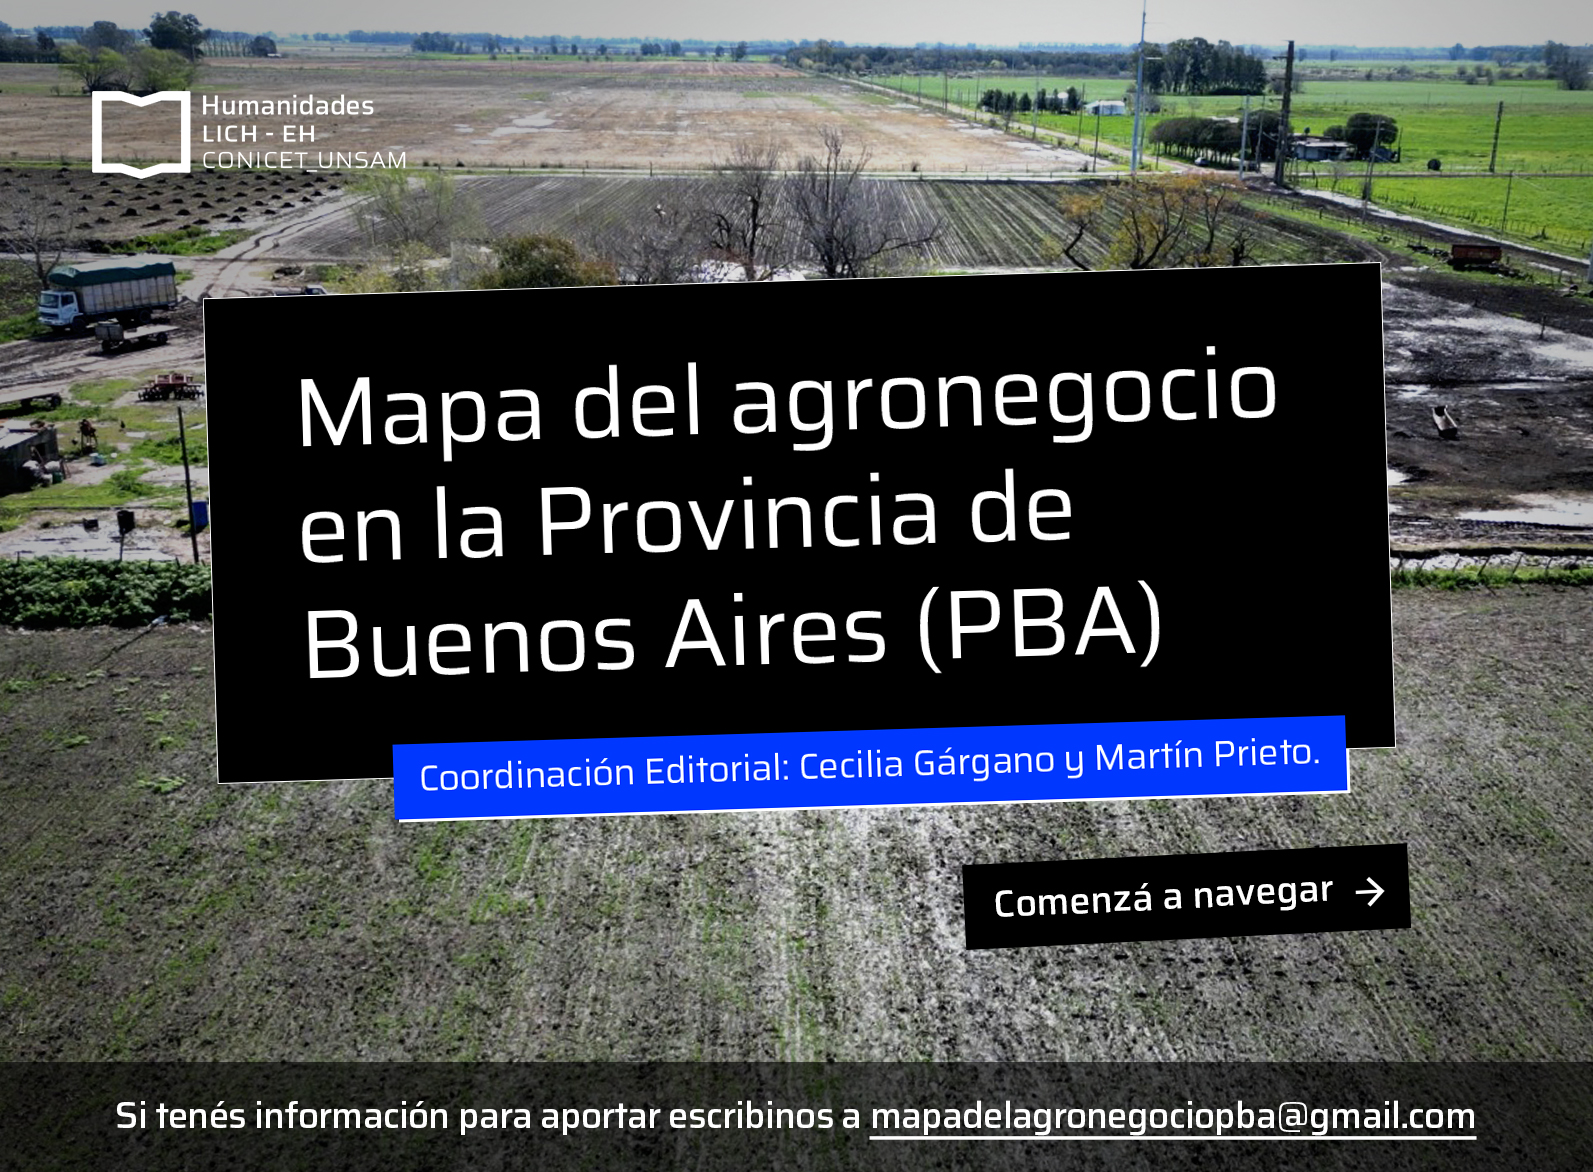 Humanidades
LICH - EH
CONICET_UNSAM
Mapa del agronegocio
en la Provincia de
Buenos Aires (PBA)
Coordinación Editorial: Cecilia Gárgano y Martín Prieto.
Comenzá a navegar →
Si tenés información para aportar escribinos a mapadelagronegociopba@gmail.com